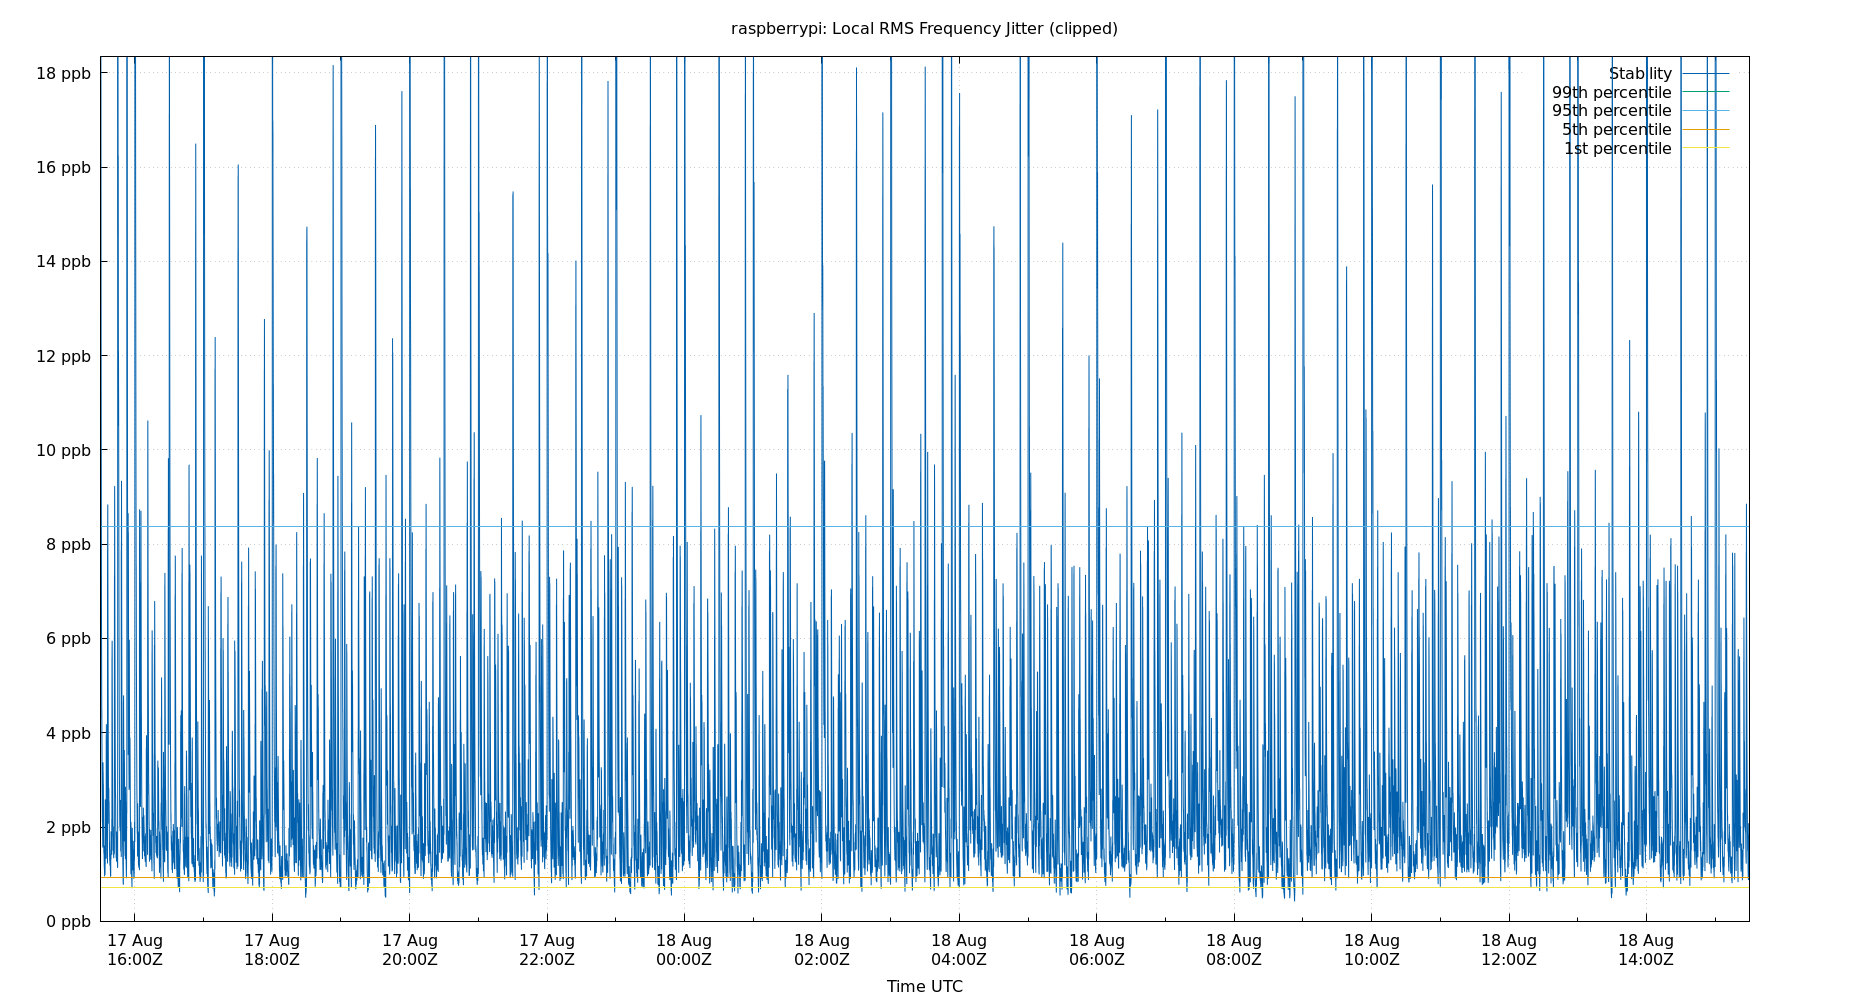 raspberrypi: Local RMS Frequency Jitter (clipped)
18 ppb
16 ppb
14 ppb
12 ppb
10 ppb
8 ppb
6 ppb
4 ppb
2 ppb
0 ppb
Stability
99th percentile
95th percentile
5th percentile
1st percentile
17 Aug 17 Aug 17 Aug 17 Aug 18 Aug 18 Aug 18 Aug 18 Aug 18 Aug 18 Aug 18 Aug 18 Aug
16:00Z 18:00Z 20:00Z 22:00Z 00:00Z 02:00Z 04:00Z 06:00Z 08:00Z 10:00Z 12:00Z 14:00Z
Time UTC